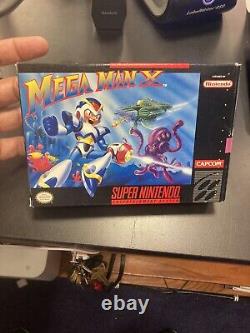 MEGA MAN X
Nintendo
CAPCOM
SUPER NINTENDO
ENTERTAINMENT SYSTEM